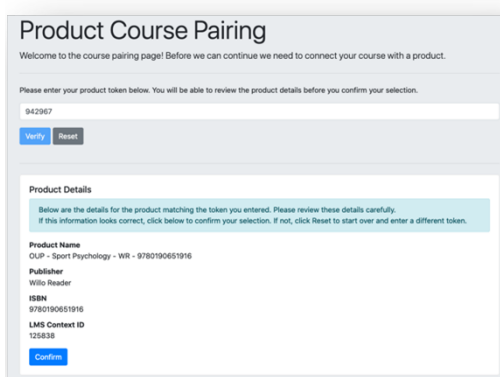 Product Course Pairing
Welcome to the course pairing page! Before we can continue we need to connect your course with a product.
Please enter your product token below. You will be able to review the product details before you confirm your selection.
942967
Verify Reset
Product Details
Below are the details for the product matching the token you entered. Please review these details carefully.
If this information looks correct, click below to confirm your selection. If not, click Reset to start over and enter a different token.
Product Name
OUP - Sport Psychology - WR - 9780190651916
Publisher
Willo Reader
ISBN
9780190651916
LMS Context ID
125838
Confirm